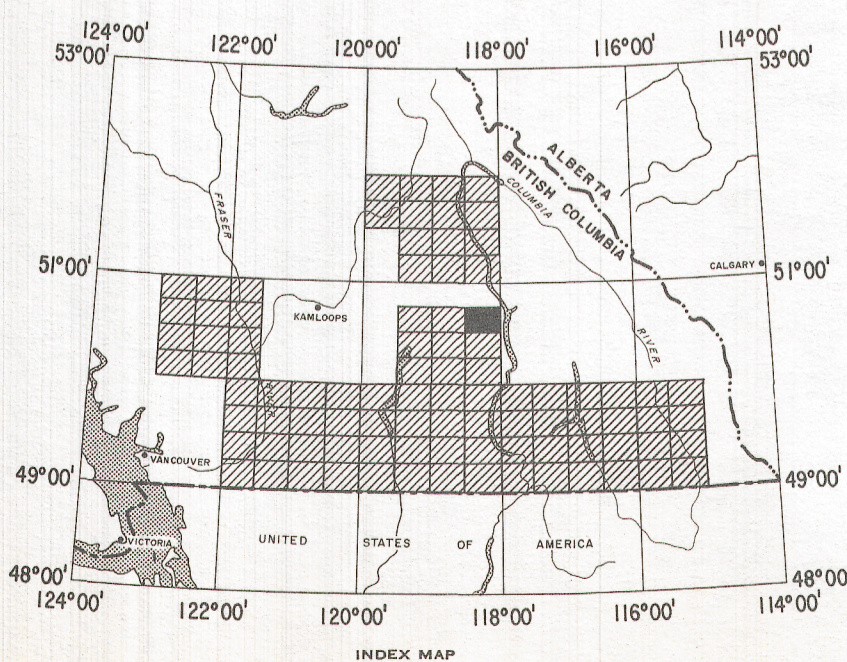 124°00'
53°00'
122°00'
120°00'
118°00'
116°00'
114°00'
53°00'
ALBERTA
BRITISH COLUMBIA
COLUMBIA
FRASER
51°00'
CALGARY
51°00'
KAMLOOPS
RIVER
RIVER
VANCOUVER
49°00'
49°00'
VICTORIA
UNITED STATES OF AMERICA
48°00'
124°00'
122°00'
120°00'
118°00'
116°00'
48°00'
114°00'
INDEX MAP